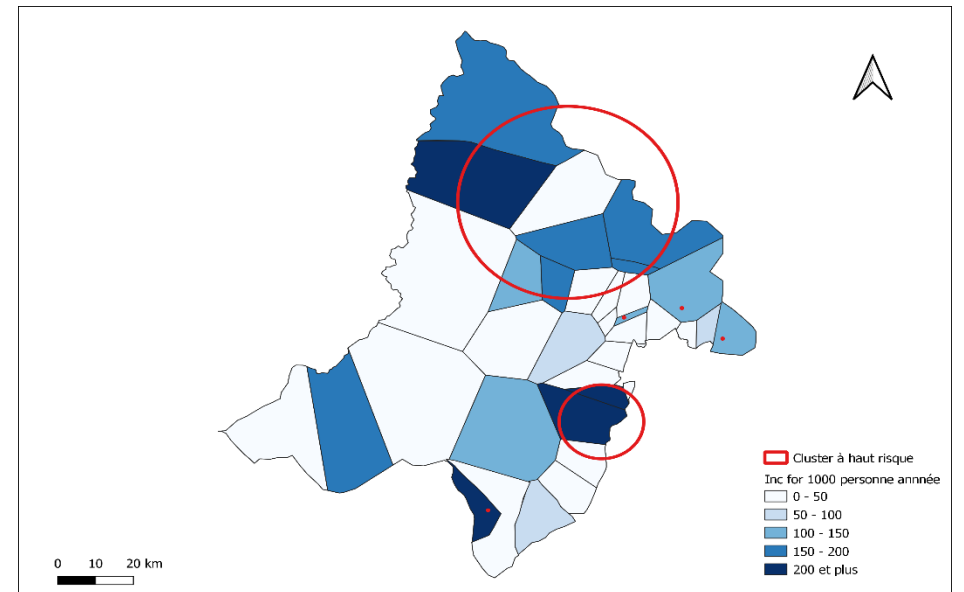 Cluster à haut risque
Inc for 1000 personne annnée
0 - 50
50 - 100
100 - 150
150 - 200
200 et plus
0 10 20 km